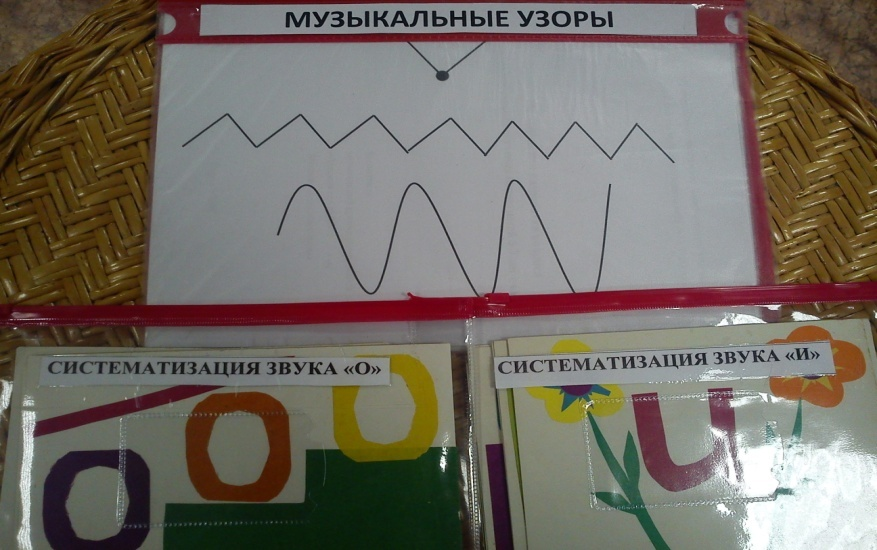 МУЗЫКАЛЬНЫЕ УЗОРЫ
СИСТЕМАТИЗАЦИЯ ЗВУКА «О»
СИСТЕМАТИЗАЦИЯ ЗВУКА «И»
О О О
и